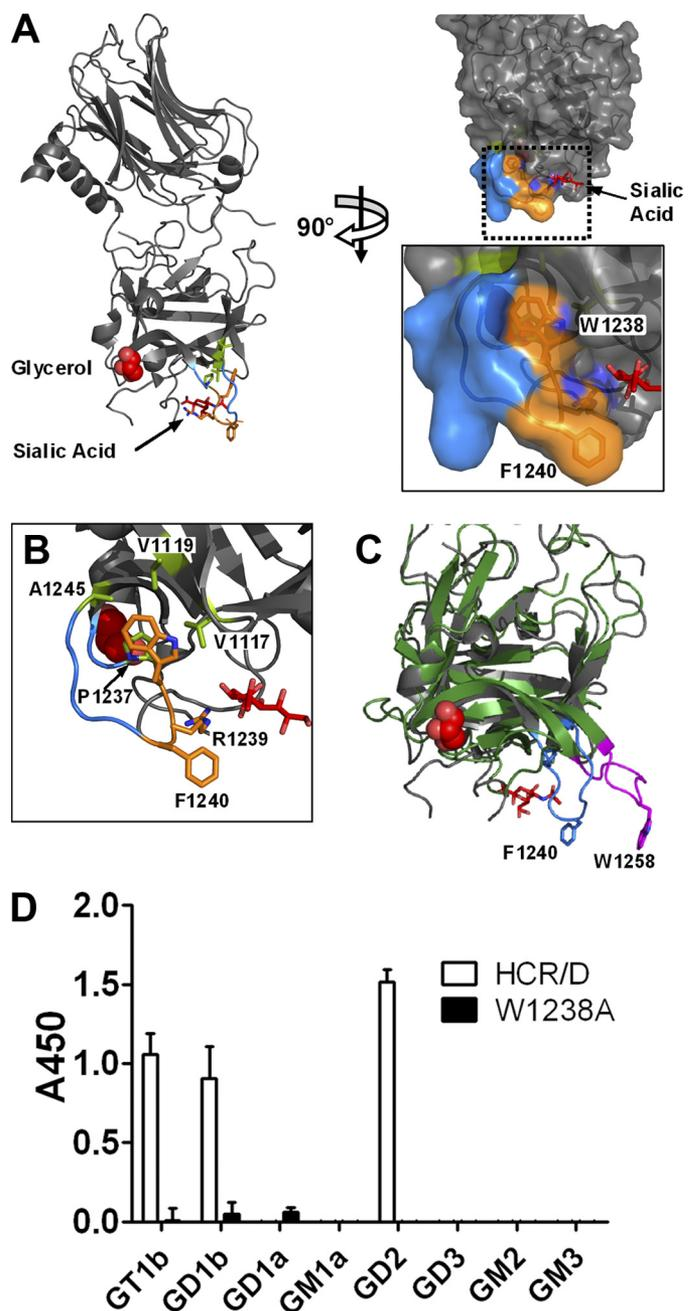 A
90°
Sialic
Acid
W1238
Glycerol
Sialic Acid
F1240
B
V1119
A1245
V1117
P1237
R1239
F1240
C
F1240
W1258
D
2.0
1.5
1.0
0.5
0.0
A450
HCR/D
W1238A
GT1b
GD1b
GD1a
GM1a
GD2
GD3
GM2
GM3